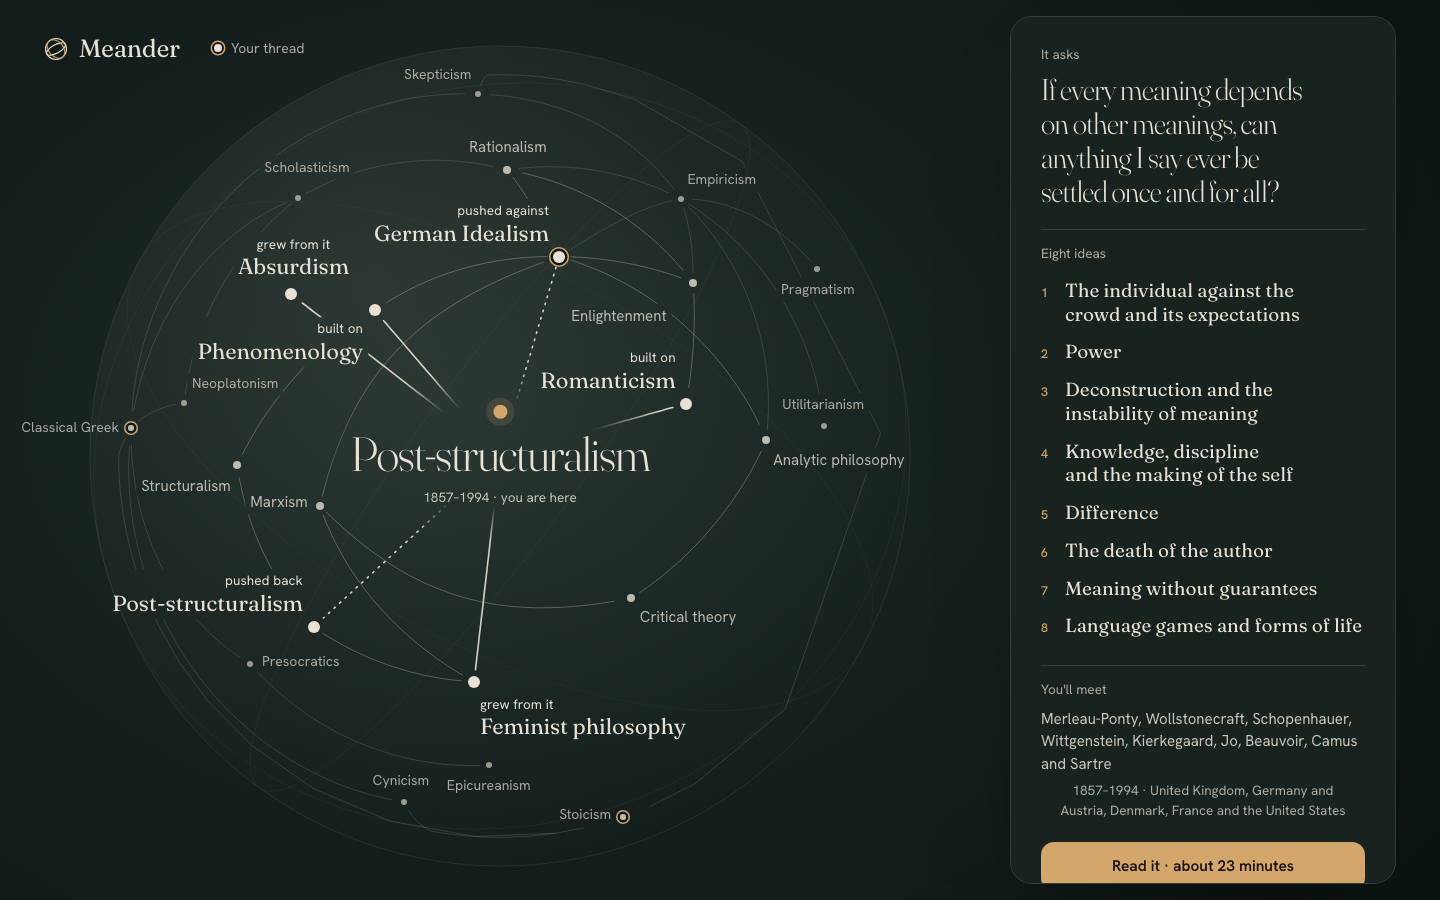 Meander
Your thread
Skepticism
Rationalism
Scholasticism
Empiricism
pushed against
German Idealism
grew from it
Absurdism
Pragmatism
Enlightenment
built on
Phenomenology
built on
Romanticism
Neoplatonism
Utilitarianism
Classical Greek
Post-structuralism
1857–1994 · you are here
Analytic philosophy
Structuralism
Marxism
pushed back
Post-structuralism
Critical theory
Presocratics
grew from it
Feminist philosophy
Cynicism
Epicureanism
Stoicism
It asks
If every meaning depends
on other meanings, can
anything I say ever be
settled once and for all?
Eight ideas
1 The individual against the
crowd and its expectations
2 Power
3 Deconstruction and the
instability of meaning
4 Knowledge, discipline
and the making of the self
5 Difference
6 The death of the author
7 Meaning without guarantees
8 Language games and forms of life
You'll meet
Merleau-Ponty, Wollstonecraft, Schopenhauer,
Wittgenstein, Kierkegaard, Jo, Beauvoir, Camus
and Sartre
1857–1994 · United Kingdom, Germany and
Austria, Denmark, France and the United States
Read it · about 23 minutes